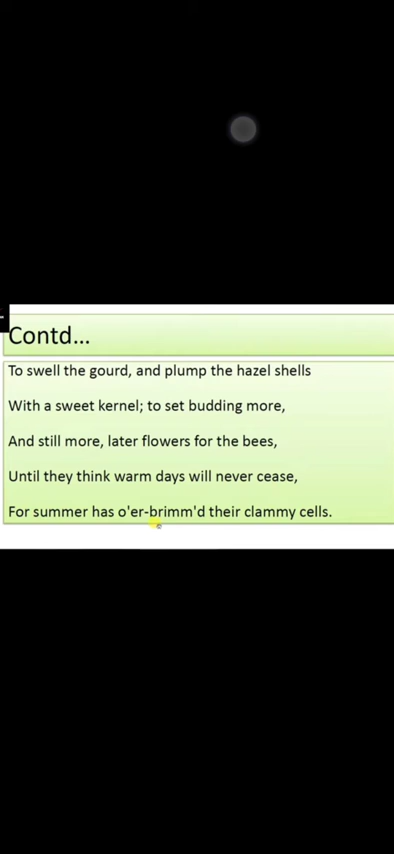 Contd...
To swell the gourd, and plump the hazel shells
With a sweet kernel; to set budding more,
And still more, later flowers for the bees,
Until they think warm days will never cease,
For summer has o'er-brimm'd their clammy cells.